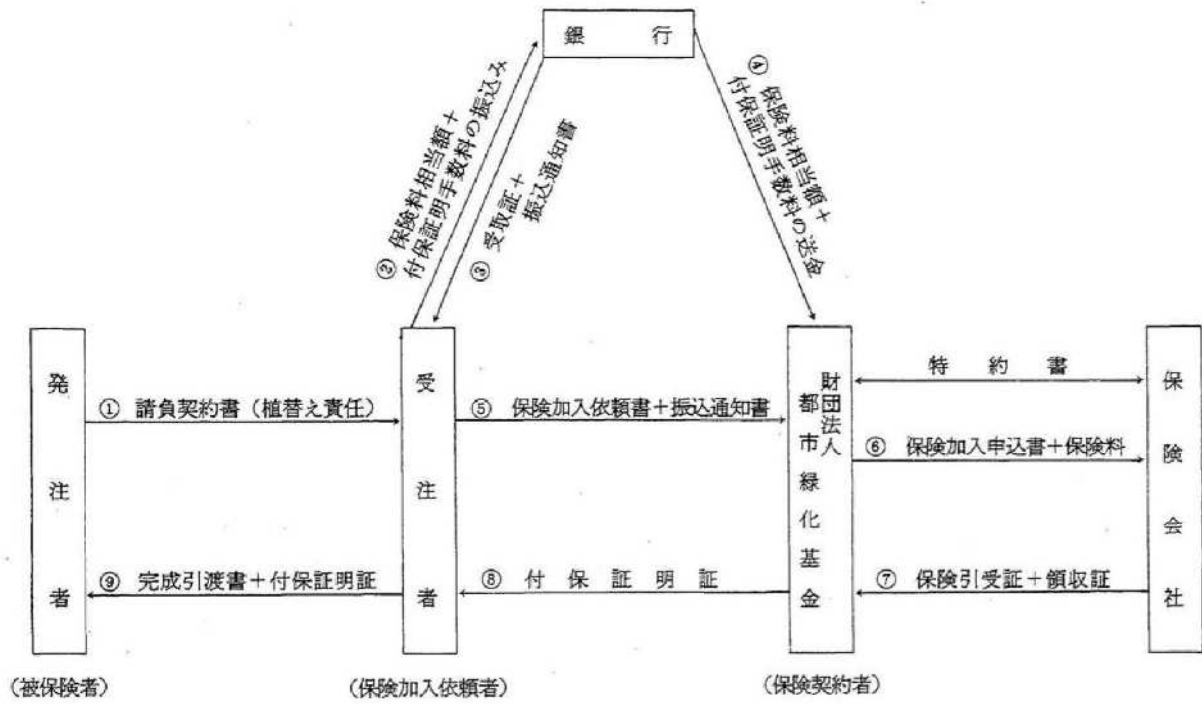 銀行
② 保険料相当額＋
付保証明手数料の振込み
③ 受取証＋
振込通知書
④ 保険料相当額＋
付保証明手数料の送金
発注者
受注者
財団法人
都市緑化基金
保険会社
特約書
① 請負契約書（植替え責任）
⑤ 保険加入依頼書＋振込通知書
⑥ 保険加入申込書＋保険料
⑨ 完成引渡書＋付保証明証
⑧ 付保証明証
⑦ 保険引受証＋領収証
（被保険者）
（保険加入依頼者）
（保険契約者）